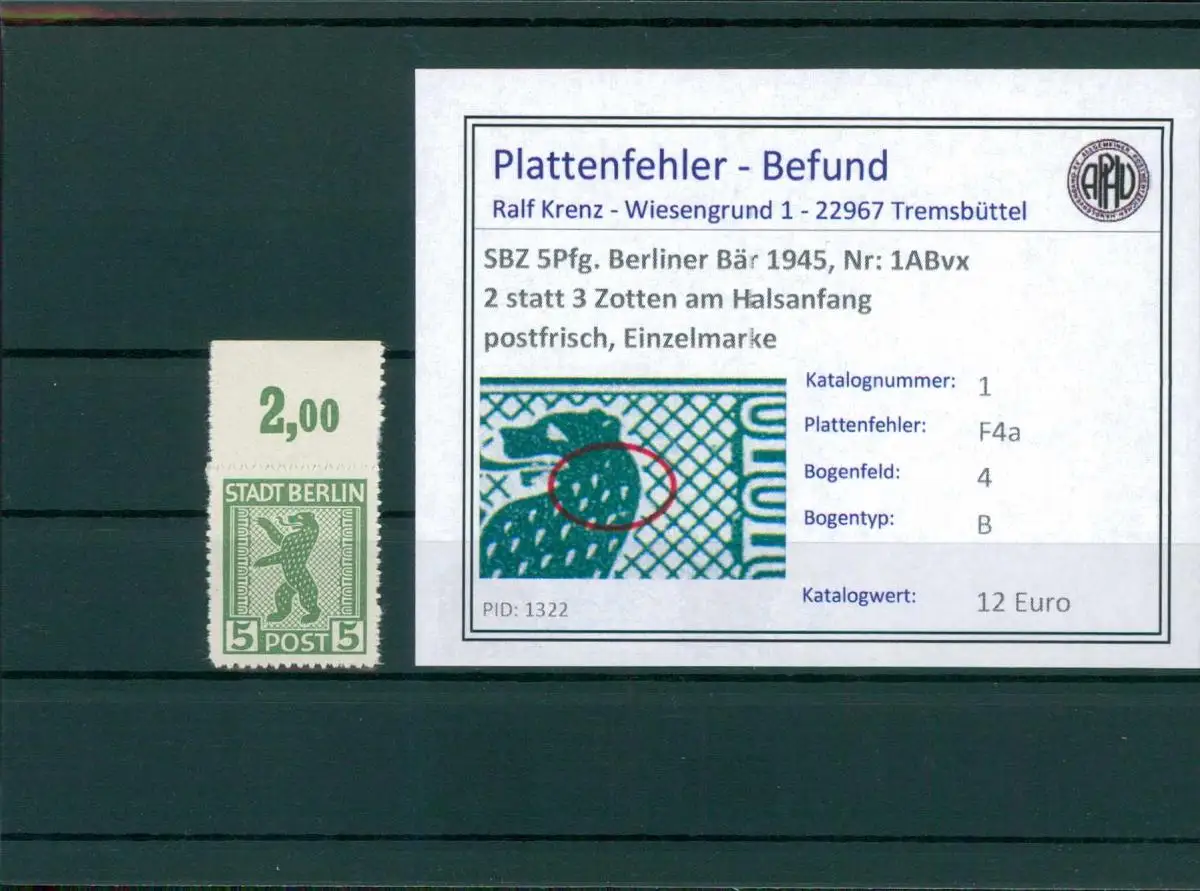 2,00
STADT BERLIN
5 POST 5
Plattenfehler - Befund
Ralf Krenz - Wiesengrund 1 - 22967 Tremsbüttel
APHV
SBZ 5Pfg. Berliner Bär 1945, Nr: 1ABvx
2 statt 3 Zotten am Halsanfang
postfrisch, Einzelmarke
Katalognummer: 1
Plattenfehler: F4a
Bogenfeld: 4
Bogentyp: B
Katalogwert: 12 Euro
PID: 1322